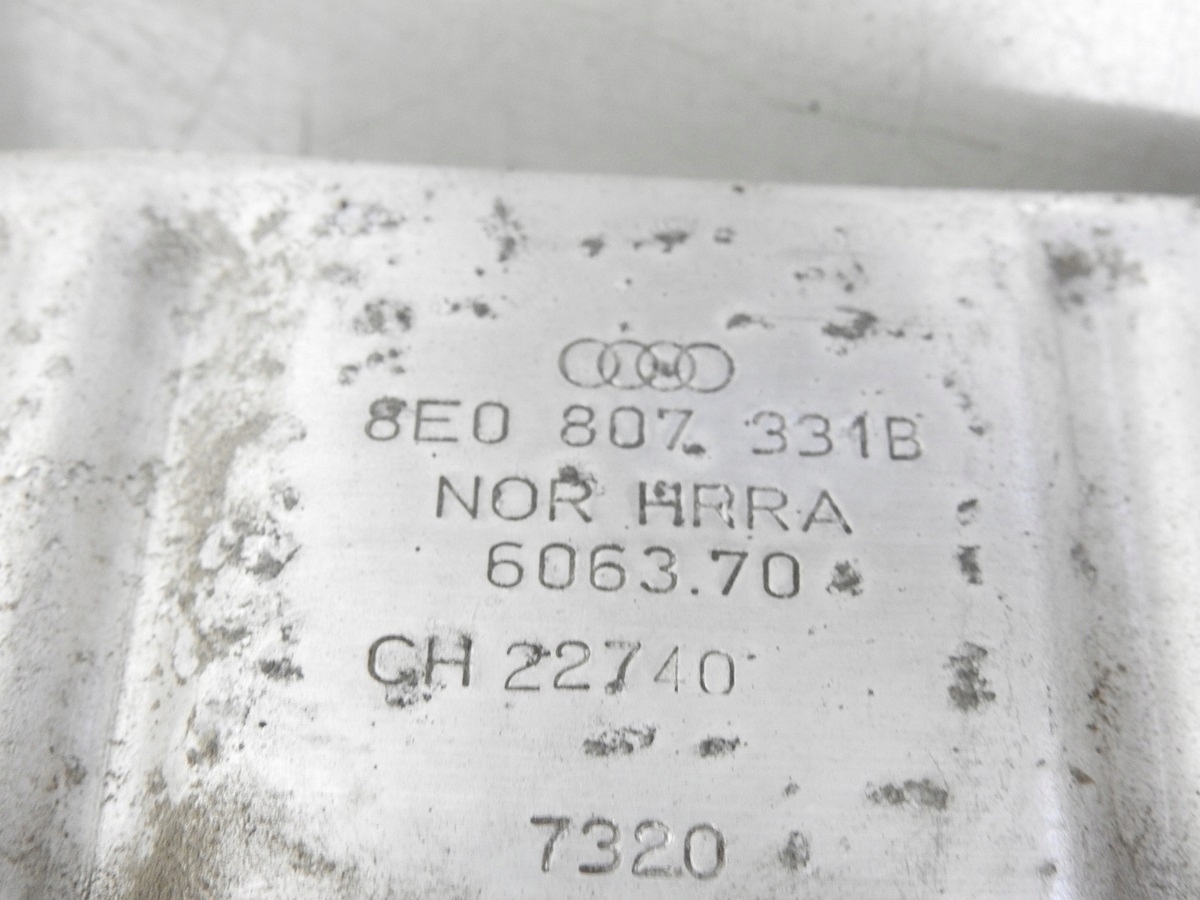 8E0 807 331B
NOR HRRA
6063.70
CH 22740
7320